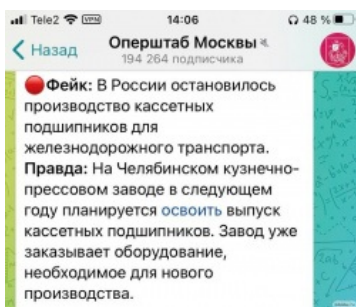 Tele2 VPN 14:06 48 %
Назад Оперштаб Москвы
194 264 подписчика
Фейк: В России остановилось
производство кассетных
подшипников для
железнодорожного транспорта.
Правда: На Челябинском кузнечно-
прессовом заводе в следующем
году планируется освоить выпуск
кассетных подшипников. Завод уже
заказывает оборудование,
необходимое для нового
производства.